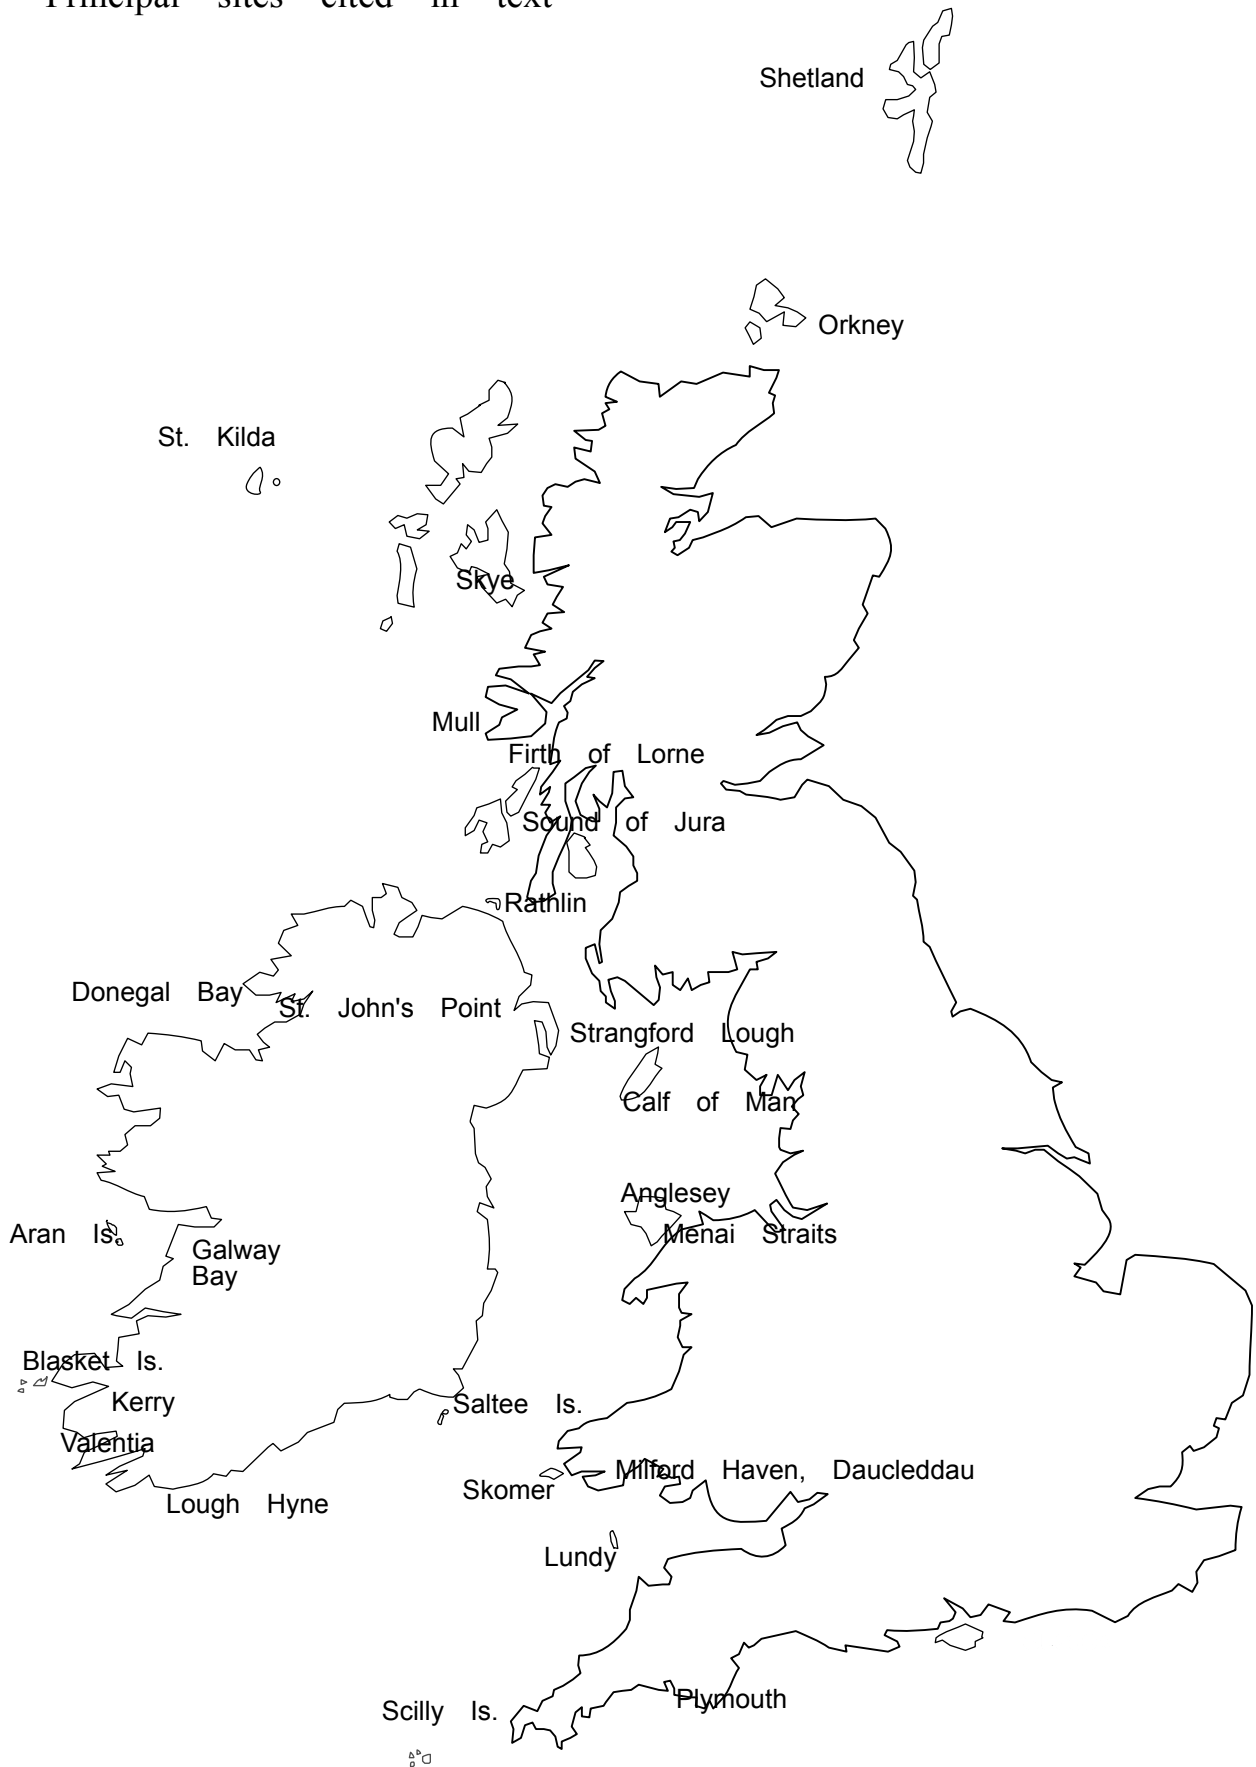 Principal sites cited in text
Shetland
Orkney
St. Kilda
Skye
Mull
Firth of Lorne
Sound of Jura
Rathlin
Donegal Bay
St. John's Point
Strangford Lough
Calf of Man
Anglesey
Menai Straits
Aran Is.
Galway
Bay
Blasket Is.
Kerry
Saltee Is.
Valentia
Milford Haven, Daucleddau
Skomer
Lough Hyne
Lundy
Plymouth
Scilly Is.